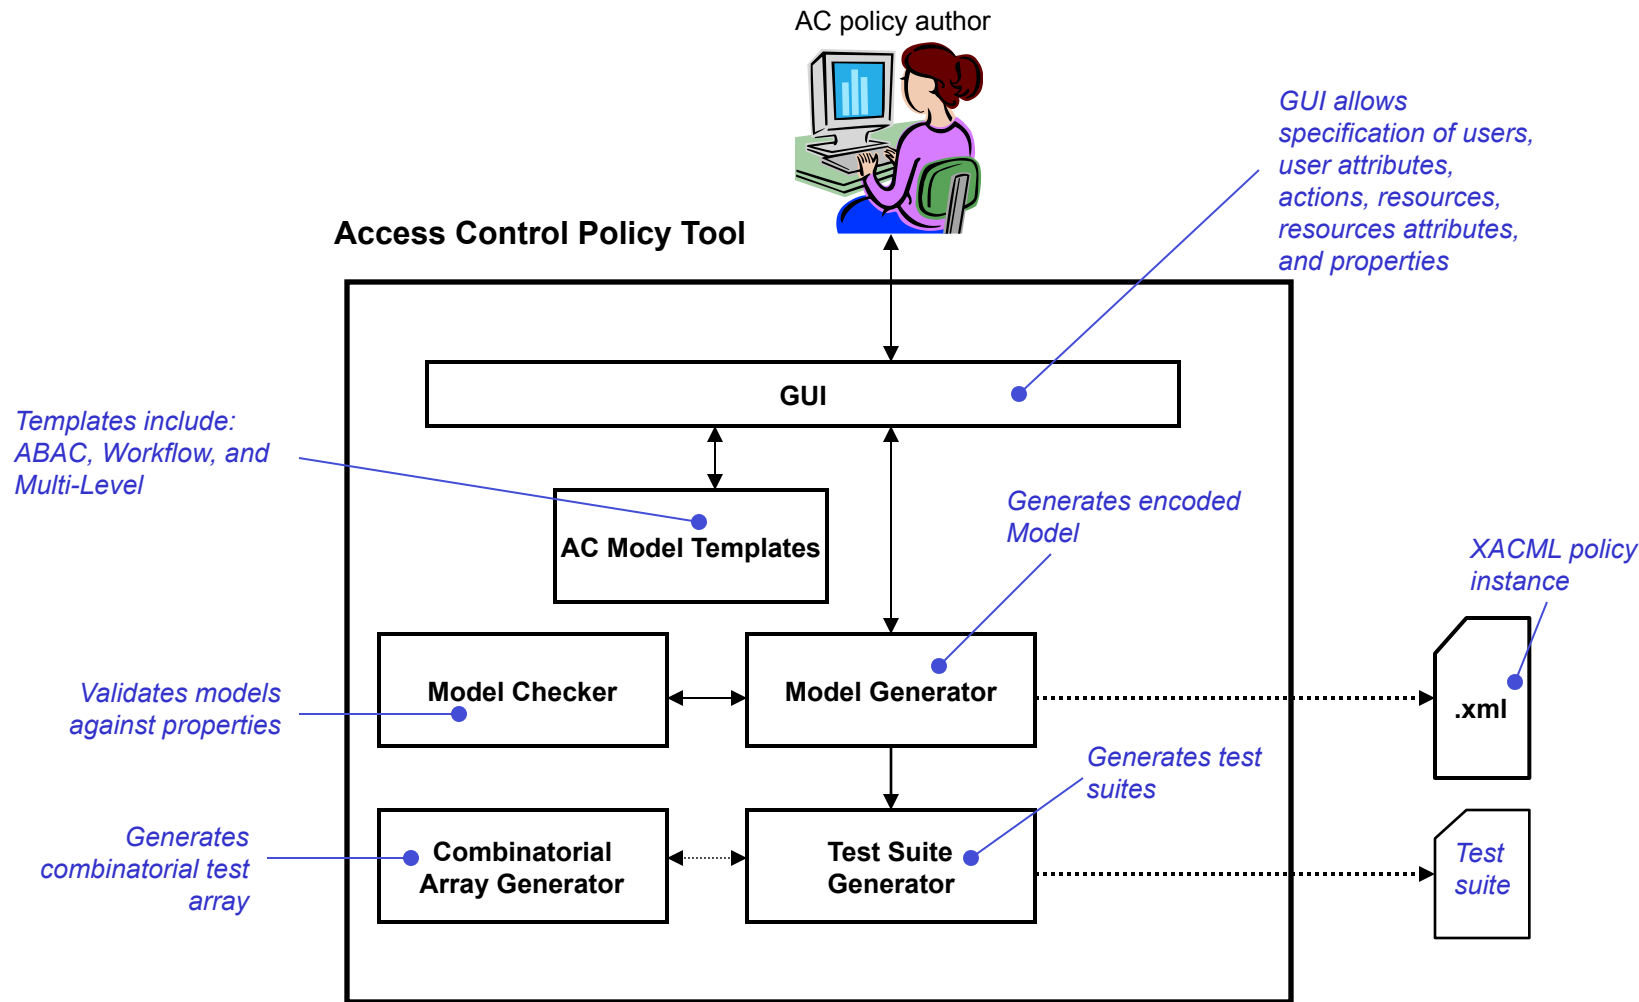 AC policy author
GUI allows
specification of users,
user attributes,
actions, resources,
resources attributes,
and properties
Access Control Policy Tool
GUI
Templates include:
ABAC, Workflow, and
Multi-Level
AC Model Templates
Generates encoded
Model
XACML policy
instance
Validates models
against properties
Model Checker
Model Generator
.xml
Generates test
suites
Generates
combinatorial test
array
Combinatorial
Array Generator
Test Suite
Generator
Test
suite